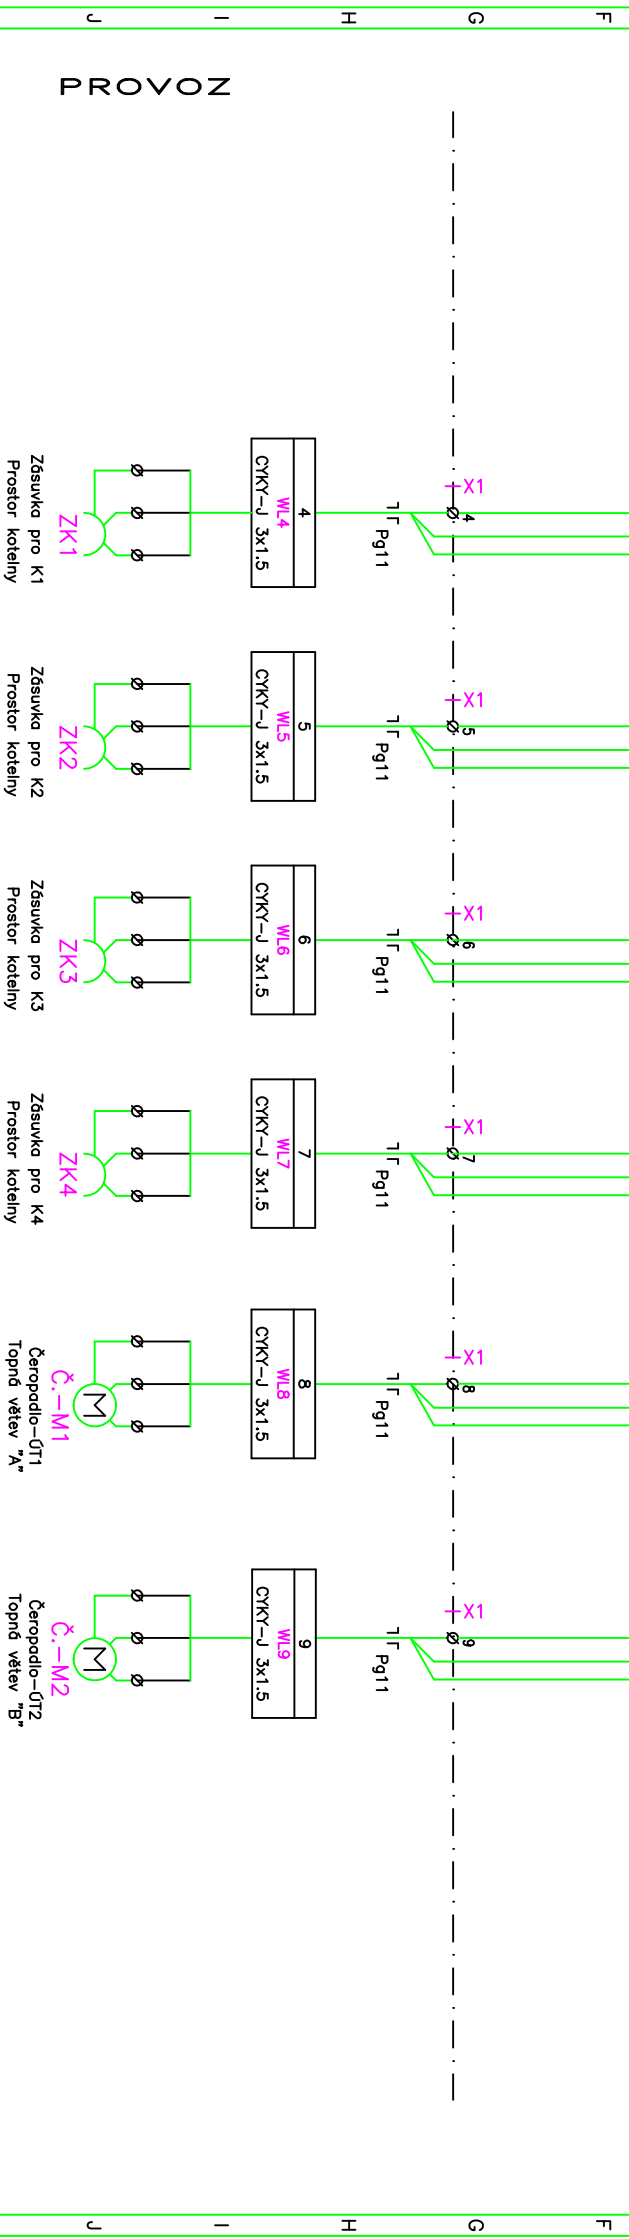 F
G
H
I
J
PROVOZ
X1
4
Pg11
4
WL4
CYKY-J 3x1.5
ZK1
Zásuvka pro K1
Prostor kotelny
X1
5
Pg11
5
WL5
CYKY-J 3x1.5
ZK2
Zásuvka pro K2
Prostor kotelny
X1
6
Pg11
6
WL6
CYKY-J 3x1.5
ZK3
Zásuvka pro K3
Prostor kotelny
X1
7
Pg11
7
WL7
CYKY-J 3x1.5
ZK4
Zásuvka pro K4
Prostor kotelny
X1
8
Pg11
8
WL8
CYKY-J 3x1.5
M
Č.-M1
Čeropadlo-ÚT1
Topná větev "A"
X1
9
Pg11
9
WL9
CYKY-J 3x1.5
M
Č.-M2
Čeropadlo-ÚT2
Topná větev "B"
F
G
H
I
J